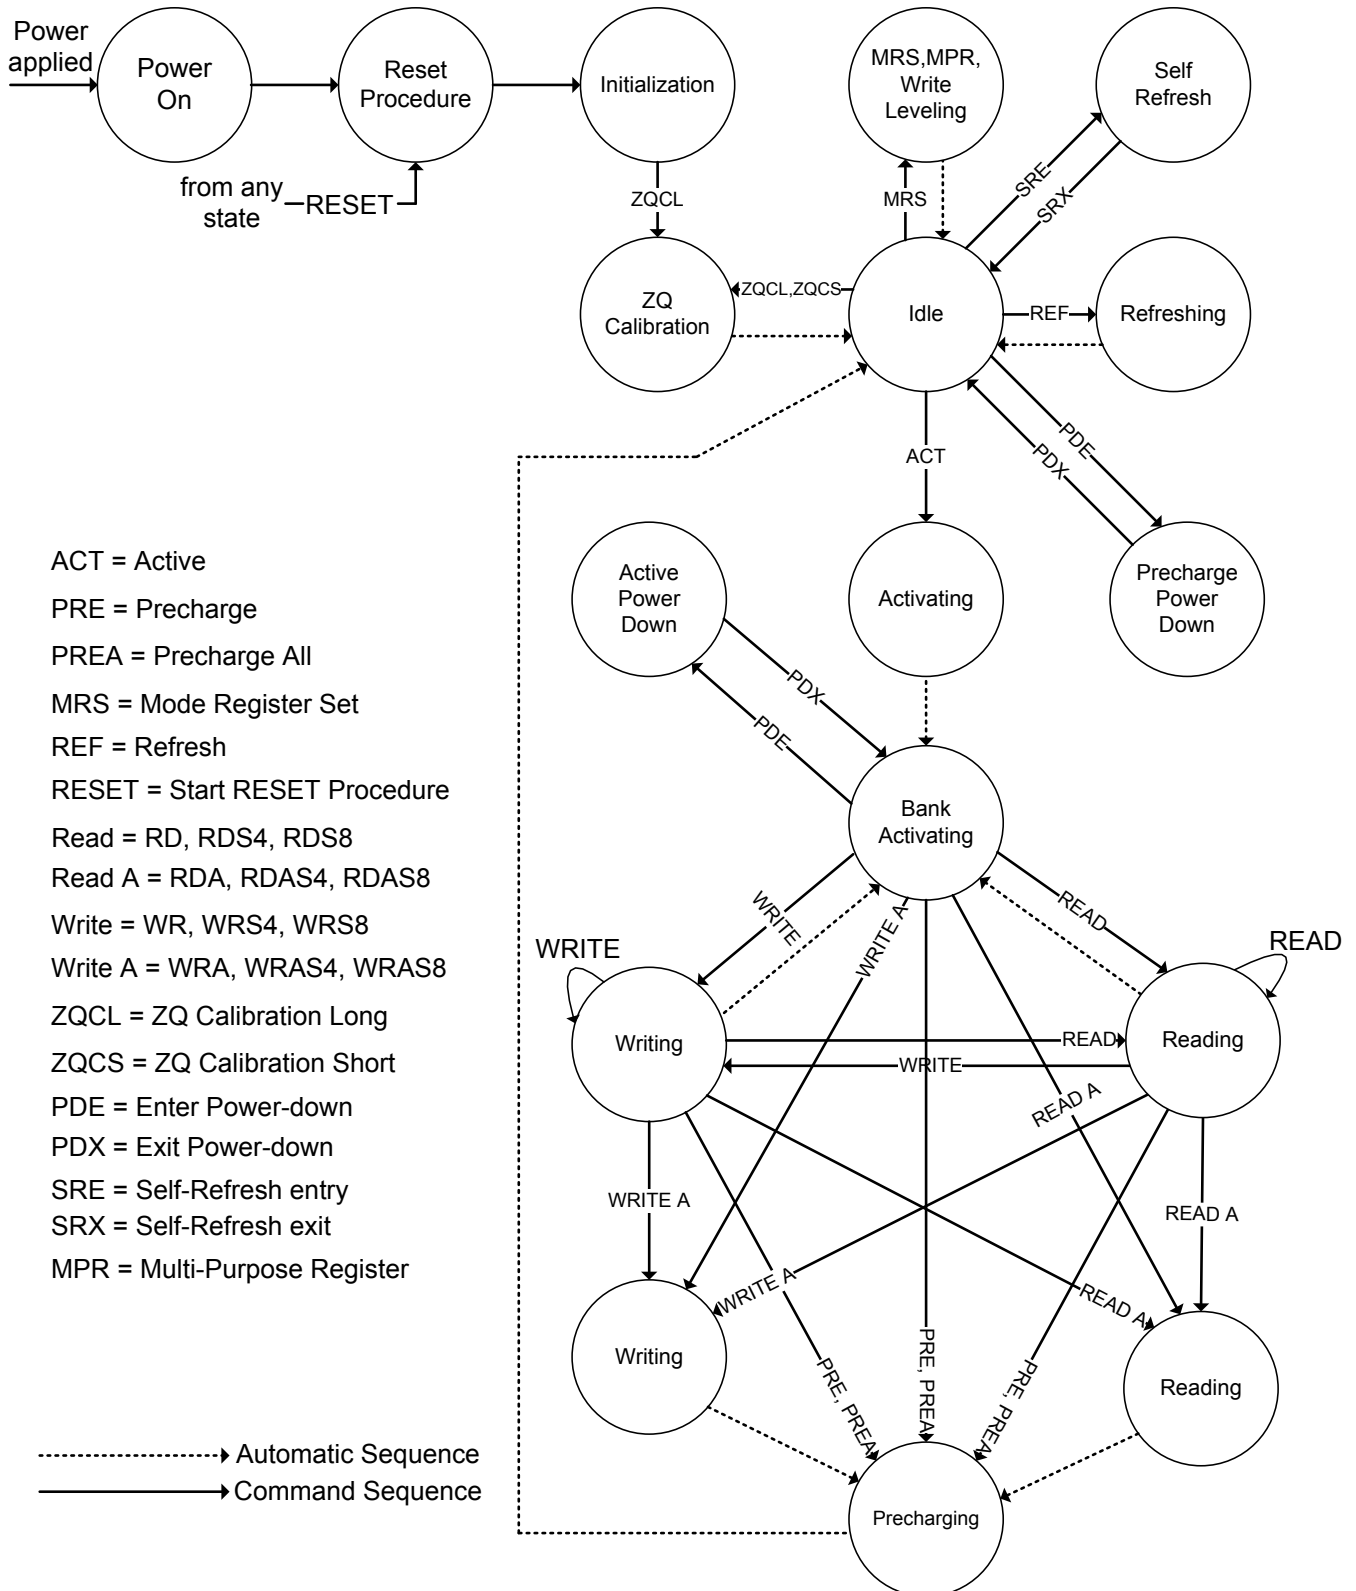 Power
applied
Power
On
Reset
Procedure
Initialization
MRS,MPR,
Write
Leveling
Self
Refresh
from any
state
RESET
ZQCL
MRS
SRE
SRX
ZQ
Calibration
ZQCL,ZQCS
Idle
REF
Refreshing
ACT
PDE
PDX
Active
Power
Down
Activating
Precharge
Power
Down
PDX
PDE
Bank
Activating
WRITE
WRITE A
READ
WRITE
READ
Writing
READ
WRITE
Reading
READ A
WRITE A
READ A
WRITE A
READ A
Writing
PRE, PREA
PRE, PREA
PRE, PREA
Reading
Precharging
ACT = Active
PRE = Precharge
PREA = Precharge All
MRS = Mode Register Set
REF = Refresh
RESET = Start RESET Procedure
Read = RD, RDS4, RDS8
Read A = RDA, RDAS4, RDAS8
Write = WR, WRS4, WRS8
Write A = WRA, WRAS4, WRAS8
ZQCL = ZQ Calibration Long
ZQCS = ZQ Calibration Short
PDE = Enter Power-down
PDX = Exit Power-down
SRE = Self-Refresh entry
SRX = Self-Refresh exit
MPR = Multi-Purpose Register
Automatic Sequence
Command Sequence